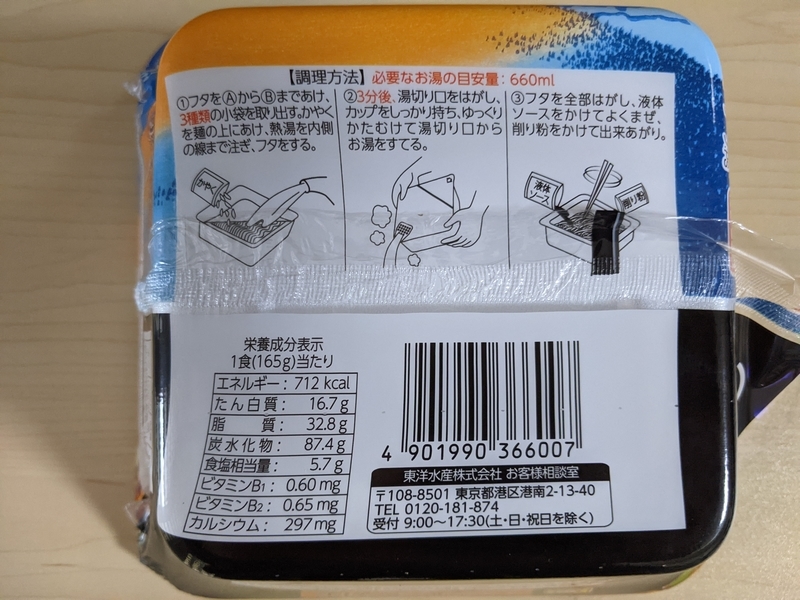 【調理方法】必要なお湯の目安量：660ml
①フタをⒶからⒷまであけ、
3種類の小袋を取り出す。かやく
を麺の上にあけ、熱湯を内側
の線まで注ぎ、フタをする。
②3分後、湯切り口をはがし、
カップをしっかり持ち、ゆっくり
かたむけて湯切り口から
お湯をすてる。
③フタを全部はがし、液体
ソースをかけてよくまぜ、
削り粉をかけて出来あがり。
かやく
液体
ソース
削り粉
栄養成分表示
1食(165g)当たり
エネルギー：712 kcal
たん白質：16.7g
脂質：32.8g
炭水化物：87.4g
食塩相当量：5.7g
ビタミンB1：0.60mg
ビタミンB2：0.65mg
カルシウム：297mg
4 901990 366007
東洋水産株式会社 お客様相談室
〒108-8501 東京都港区港南2-13-40
TEL 0120-181-874
受付 9:00〜17:30(土・日・祝日を除く)